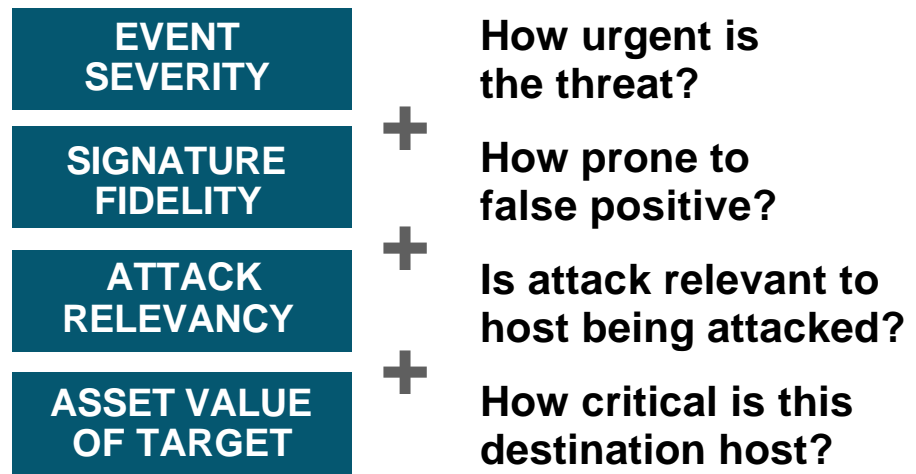 EVENT
SEVERITY
How urgent is
the threat?
+
SIGNATURE
FIDELITY
How prone to
false positive?
+
ATTACK
RELEVANCY
Is attack relevant to
host being attacked?
+
ASSET VALUE
OF TARGET
How critical is this
destination host?